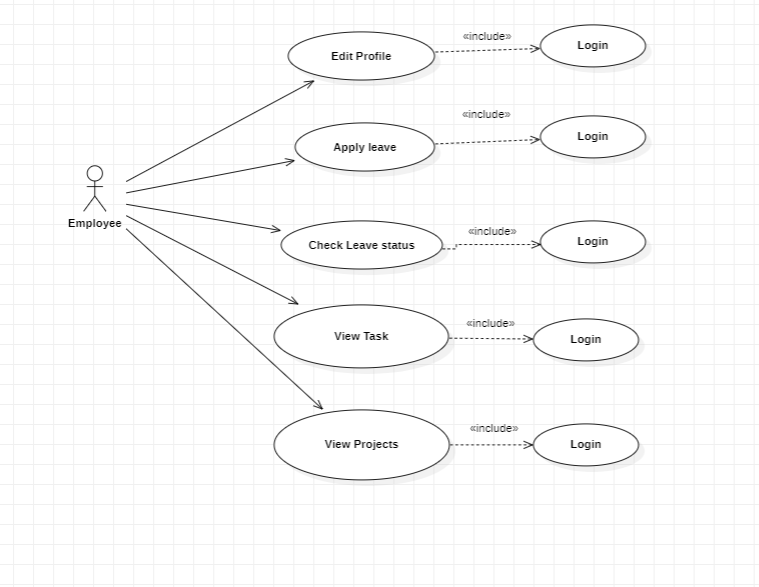 Edit Profile
«include»
Login
Apply leave
«include»
Login
Employee
Check Leave status
«include»
Login
View Task
«include»
Login
View Projects
«include»
Login